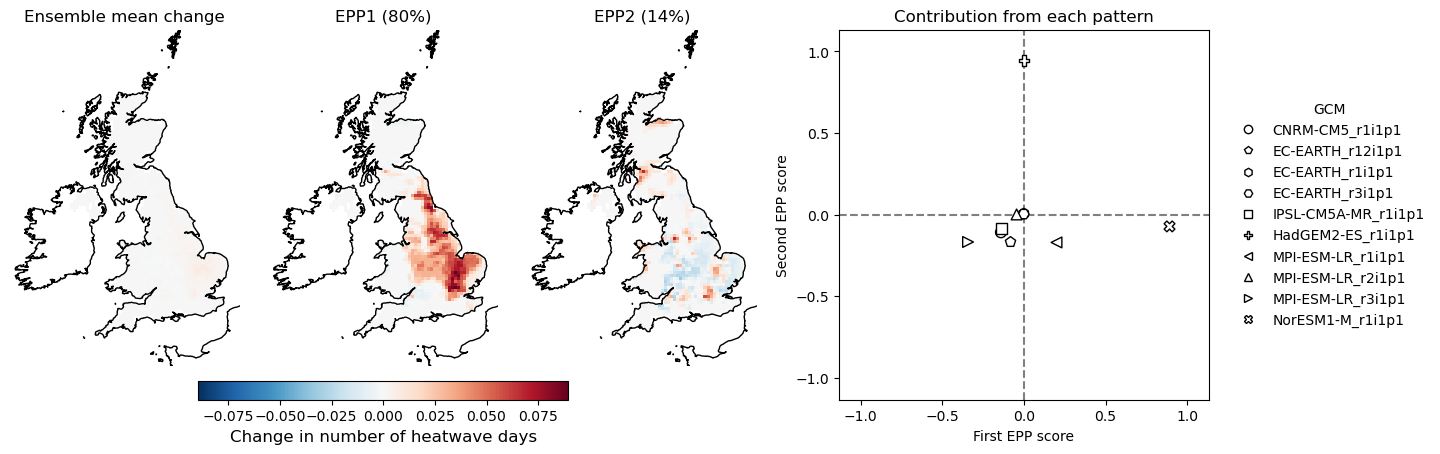 Ensemble mean change
EPP1 (80%)
EPP2 (14%)
Contribution from each pattern
−0.075 −0.050 −0.025 0.000 0.025 0.050 0.075
Change in number of heatwave days
1.0
0.5
0.0
−0.5
−1.0
Second EPP score
−1.0 −0.5 0.0 0.5 1.0
First EPP score
GCM
CNRM-CM5_r1i1p1
EC-EARTH_r12i1p1
EC-EARTH_r1i1p1
EC-EARTH_r3i1p1
IPSL-CM5A-MR_r1i1p1
HadGEM2-ES_r1i1p1
MPI-ESM-LR_r1i1p1
MPI-ESM-LR_r2i1p1
MPI-ESM-LR_r3i1p1
NorESM1-M_r1i1p1